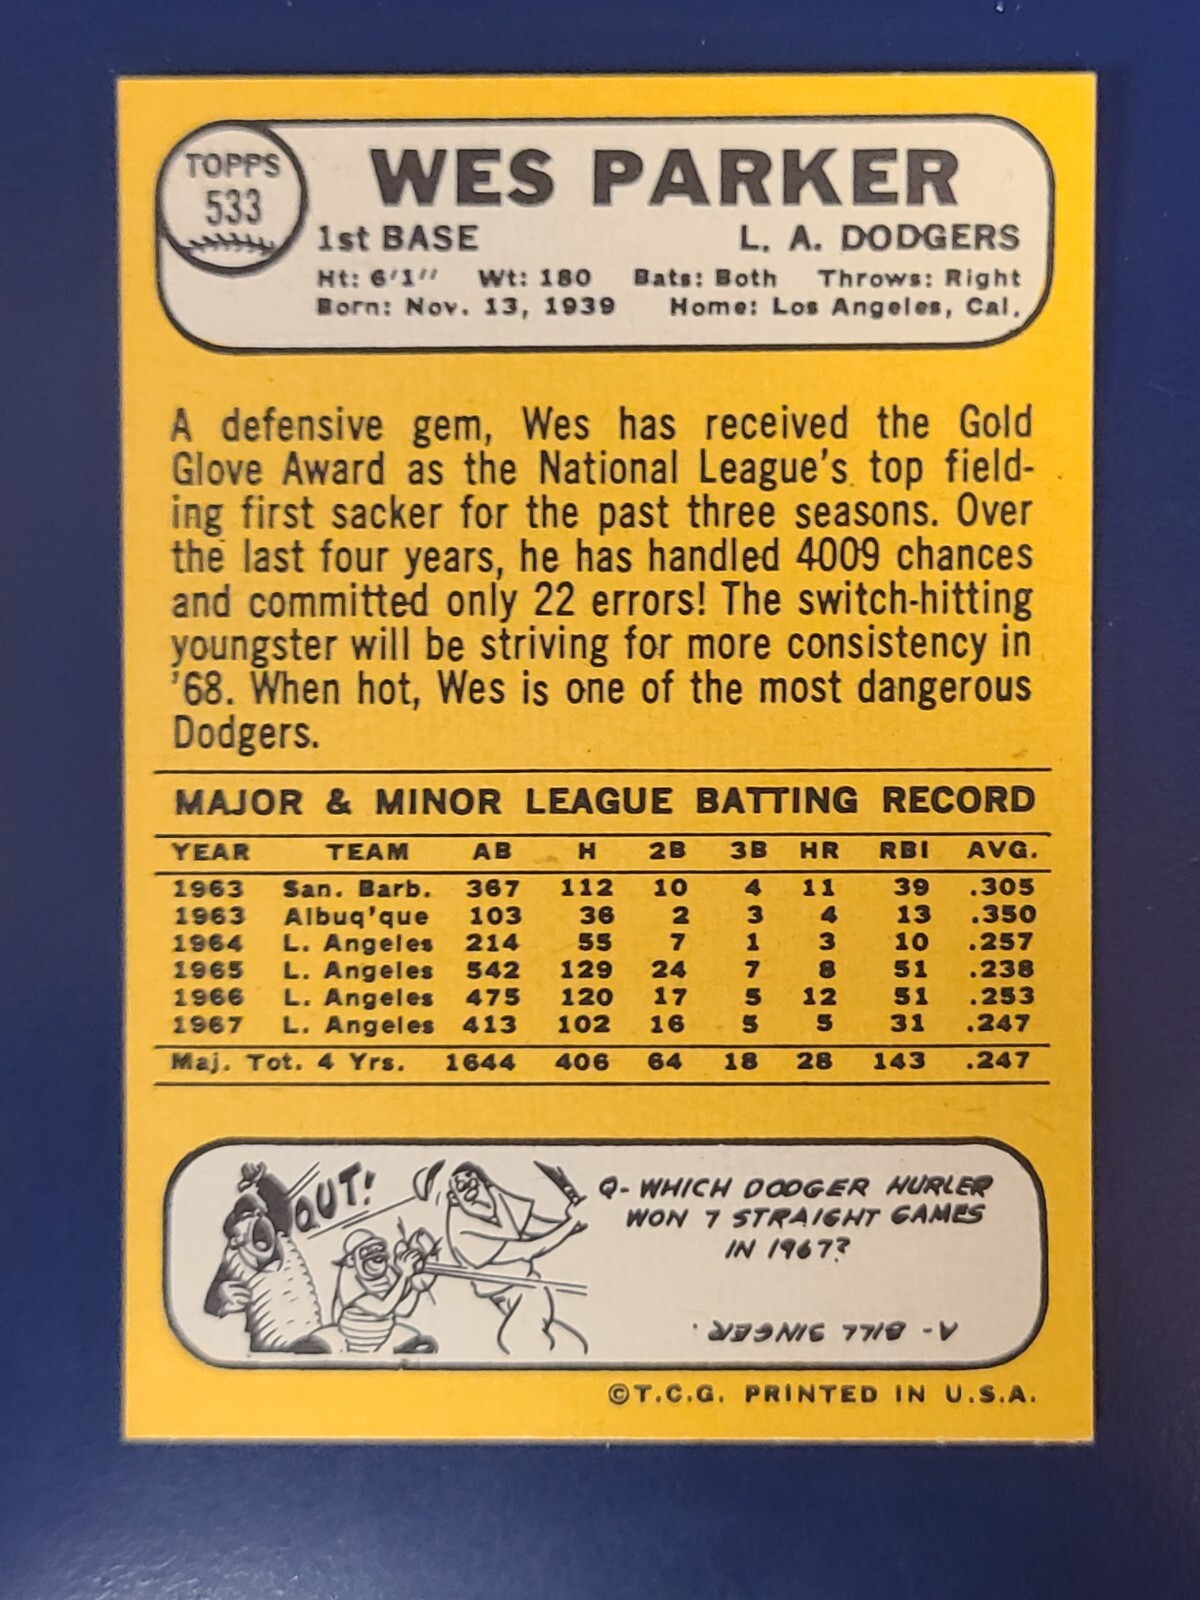 TOPPS
533
WES PARKER
1st BASE L. A. DODGERS
Ht: 6'1" Wt: 180 Bats: Both Throws: Right
Born: Nov. 13, 1939 Home: Los Angeles, Cal.
A defensive gem, Wes has received the Gold
Glove Award as the National League's top field-
ing first sacker for the past three seasons. Over
the last four years, he has handled 4009 chances
and committed only 22 errors! The switch-hitting
youngster will be striving for more consistency in
'68. When hot, Wes is one of the most dangerous
Dodgers.
MAJOR & MINOR LEAGUE BATTING RECORD
YEAR TEAM AB H 2B 3B HR RBI AVG.
1963 San. Barb. 367 112 10 4 11 39 .305
1963 Albuq'que 103 36 2 3 4 13 .350
1964 L. Angeles 214 55 7 1 3 10 .257
1965 L. Angeles 542 129 24 7 8 51 .238
1966 L. Angeles 475 120 17 5 12 51 .253
1967 L. Angeles 413 102 16 5 5 31 .247
Maj. Tot. 4 Yrs. 1644 406 64 18 28 143 .247
OUT!
Q- WHICH DODGER HURLER
WON 7 STRAIGHT GAMES
IN 1967?
A- BILL SINGER.
©T.C.G. PRINTED IN U.S.A.